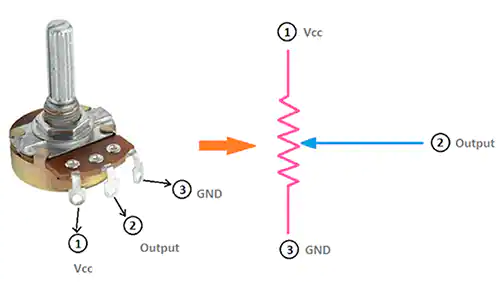 1 Vcc
2 Output
3 GND
3 GND
2
Output
1
Vcc